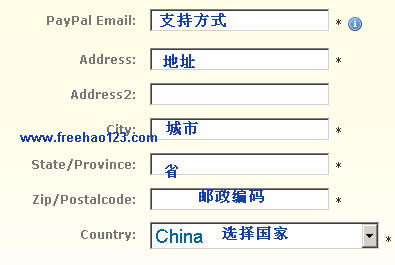 PayPal Email: 支持方式 *
Address: 地址 *
Address2:
City: 城市 *
www.freehao123.com
State/Province: 省 *
Zip/Postalcode: 邮政编码 *
Country: China 选择国家 *